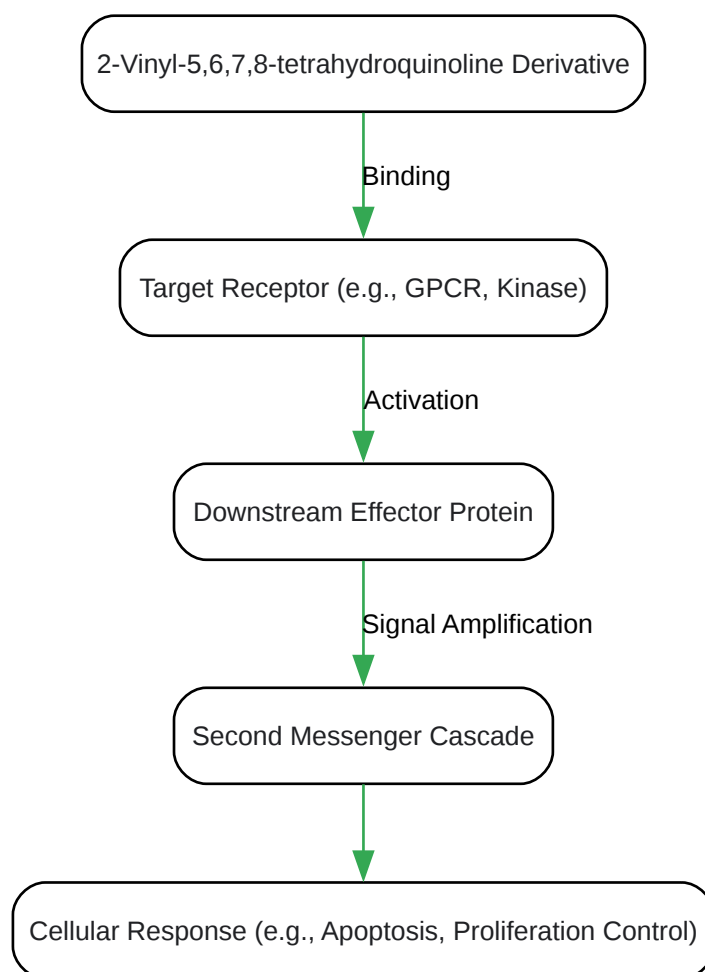 2-Vinyl-5,6,7,8-tetrahydroquinoline Derivative
Binding
Target Receptor (e.g., GPCR, Kinase)
Activation
Downstream Effector Protein
Signal Amplification
Second Messenger Cascade
Cellular Response (e.g., Apoptosis, Proliferation Control)